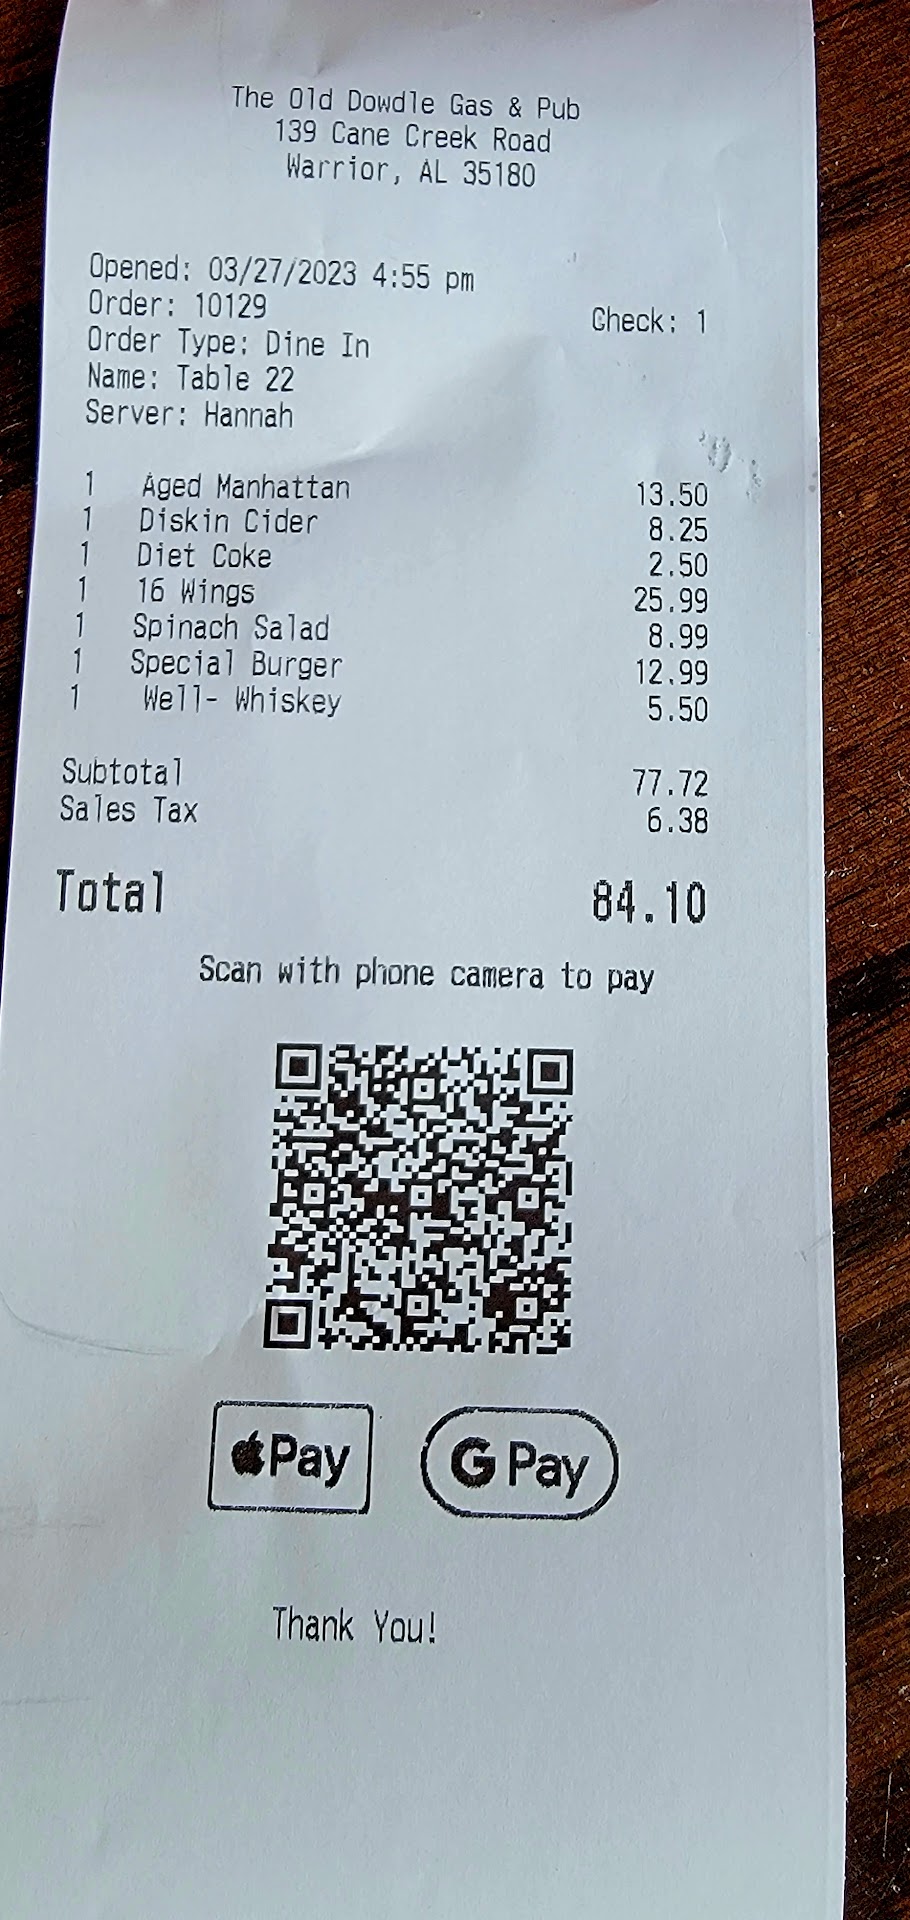 The Old Dowdle Gas & Pub
139 Cane Creek Road
Warrior, AL 35180
Opened: 03/27/2023 4:55 pm
Order: 10129 Check: 1
Order Type: Dine In
Name: Table 22
Server: Hannah
1 Aged Manhattan 13.50
1 Diskin Cider 8.25
1 Diet Coke 2.50
1 16 Wings 25.99
1 Spinach Salad 8.99
1 Special Burger 12.99
1 Well- Whiskey 5.50
Subtotal 77.72
Sales Tax 6.38
Total 84.10
Scan with phone camera to pay
Pay G Pay
Thank You!